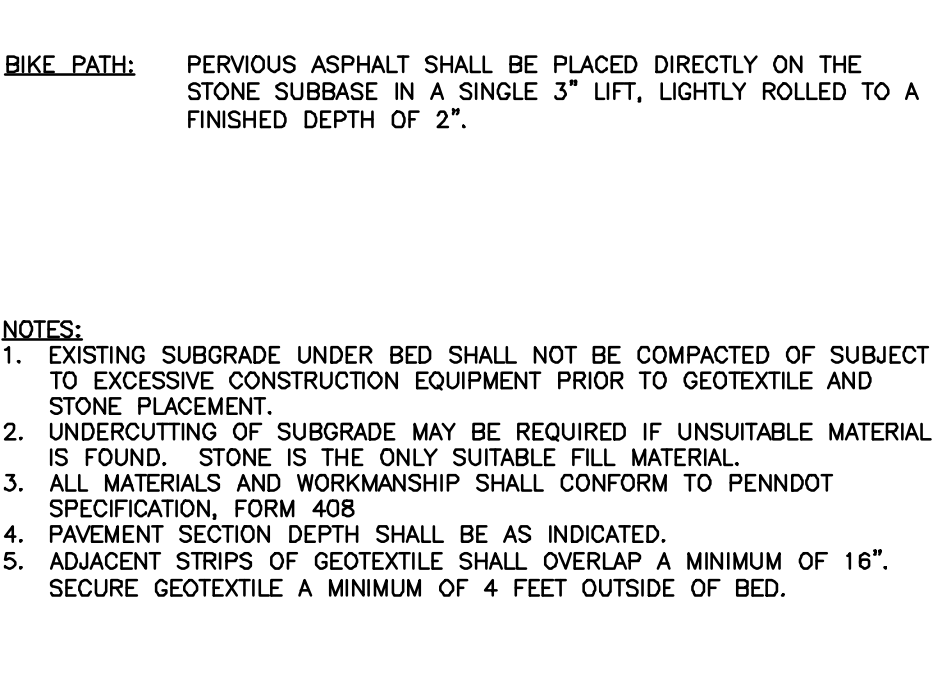 BIKE PATH: PERVIOUS ASPHALT SHALL BE PLACED DIRECTLY ON THE
STONE SUBBASE IN A SINGLE 3" LIFT, LIGHTLY ROLLED TO A
FINISHED DEPTH OF 2".
NOTES:
1. EXISTING SUBGRADE UNDER BED SHALL NOT BE COMPACTED OF SUBJECT
TO EXCESSIVE CONSTRUCTION EQUIPMENT PRIOR TO GEOTEXTILE AND
STONE PLACEMENT.
2. UNDERCUTTING OF SUBGRADE MAY BE REQUIRED IF UNSUITABLE MATERIAL
IS FOUND. STONE IS THE ONLY SUITABLE FILL MATERIAL.
3. ALL MATERIALS AND WORKMANSHIP SHALL CONFORM TO PENNDOT
SPECIFICATION, FORM 408
4. PAVEMENT SECTION DEPTH SHALL BE AS INDICATED.
5. ADJACENT STRIPS OF GEOTEXTILE SHALL OVERLAP A MINIMUM OF 16".
SECURE GEOTEXTILE A MINIMUM OF 4 FEET OUTSIDE OF BED.